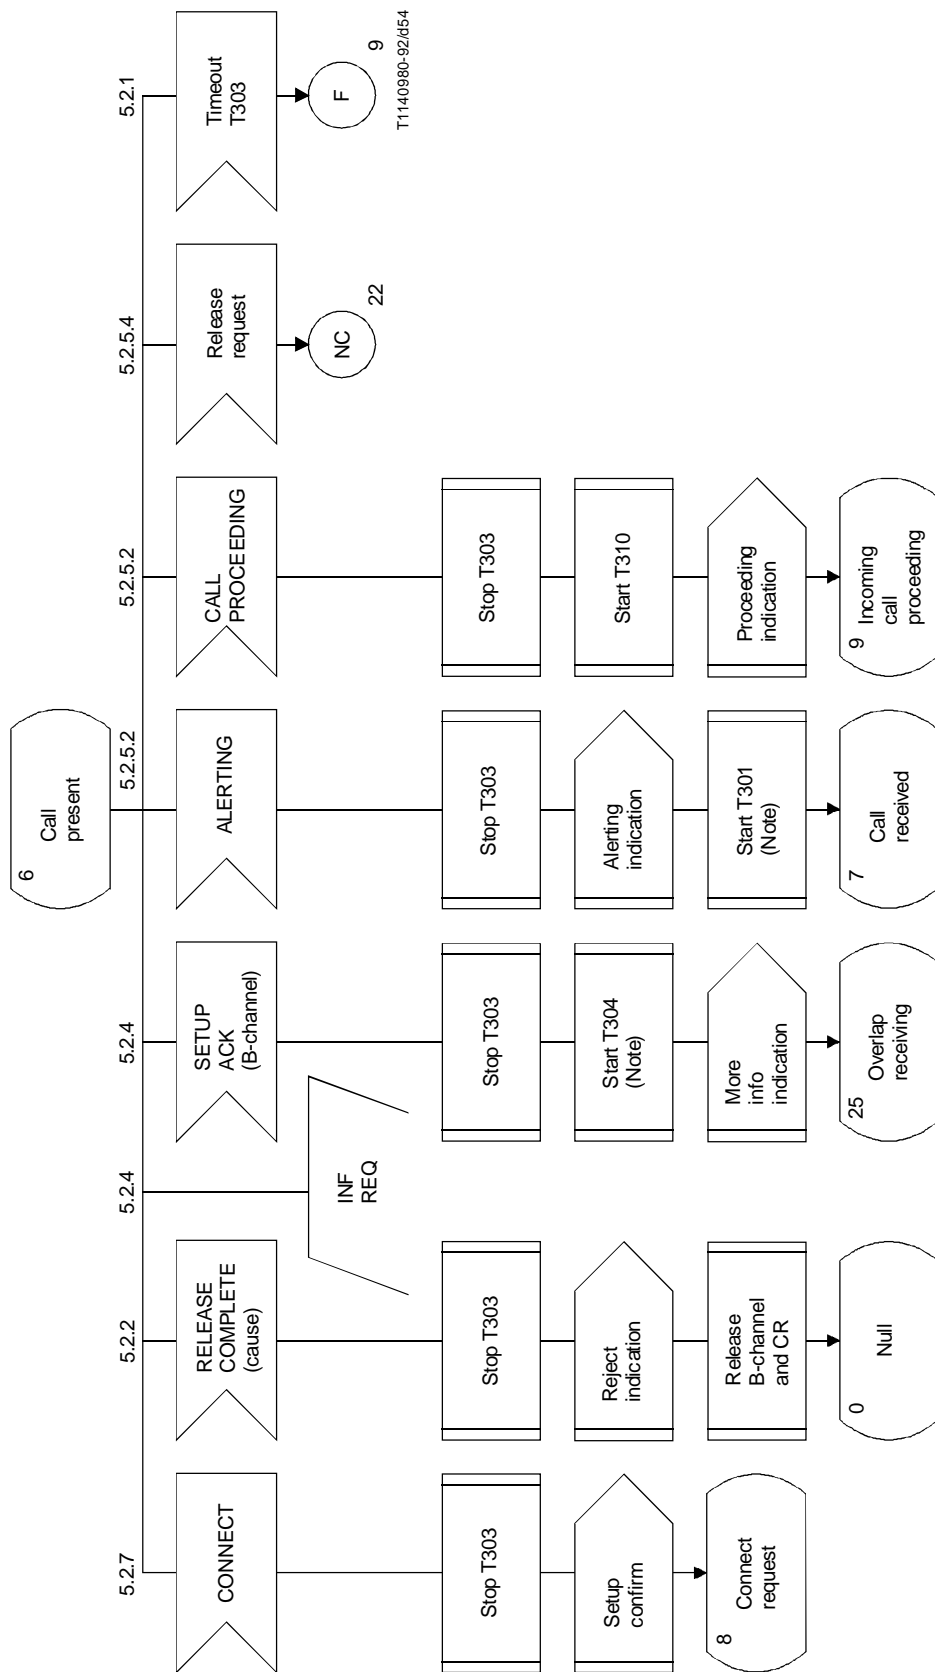 6
Call
present
5.2.7
5.2.2
5.2.4
5.2.4
5.2.5.2
5.2.5.2
5.2.5.4
5.2.1
CONNECT
RELEASE
COMPLETE
(cause)
SETUP
ACK
(B-channel)
ALERTING
CALL
PROCEEDING
Release
request
Timeout
T303
INF
REQ
NC
22
F
9
T1140980-92/d54
Stop T303
Stop T303
Stop T303
Stop T303
Stop T303
Setup
confirm
Reject
indication
Start T304
(Note)
Alerting
indication
Start T310
8
Connect
request
Release
B-channel
and CR
More
info
indication
Start T301
(Note)
Proceeding
indication
0
Null
25
Overlap
receiving
7
Call
received
9
Incoming
call
proceeding